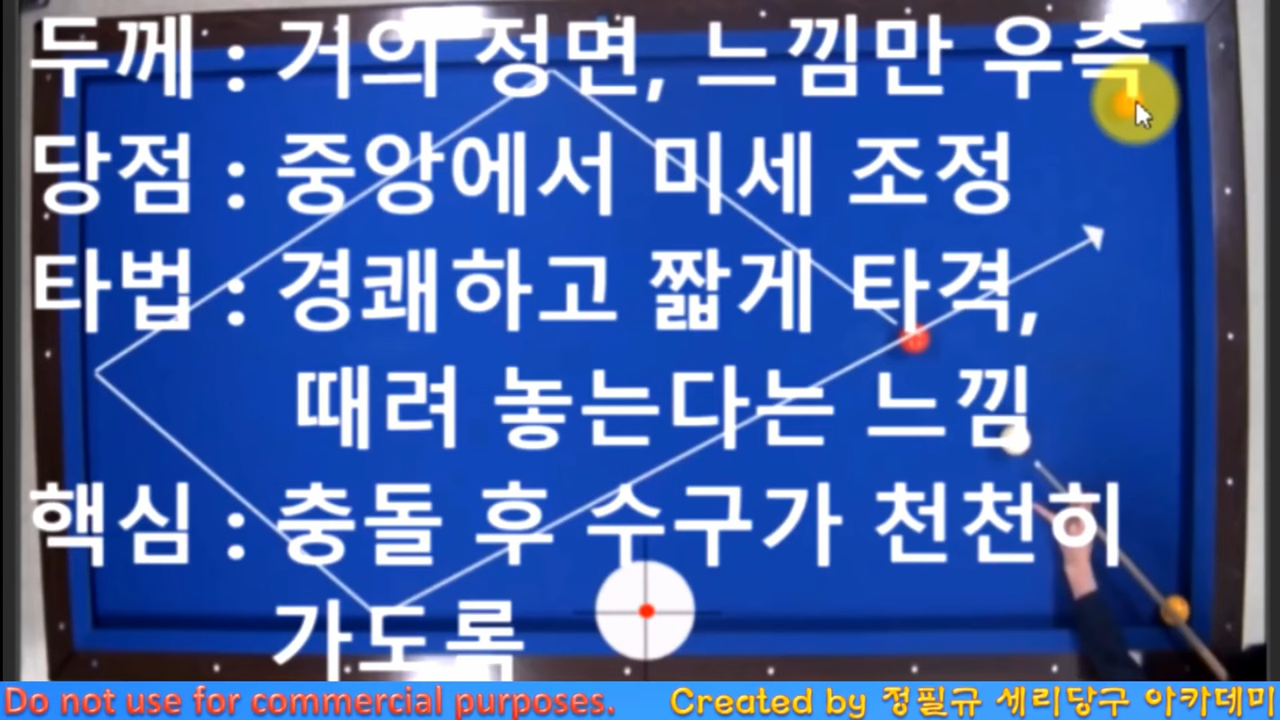 두께 : 거의 정면, 느낌만 우측
당점 : 중앙에서 미세 조정
타법 : 경쾌하고 짧게 타격,
때려 놓는다는 느낌
핵심 : 충돌 후 수구가 천천히
가도록
Do not use for commercial purposes. Created by 정필규 세리당구 아카데미